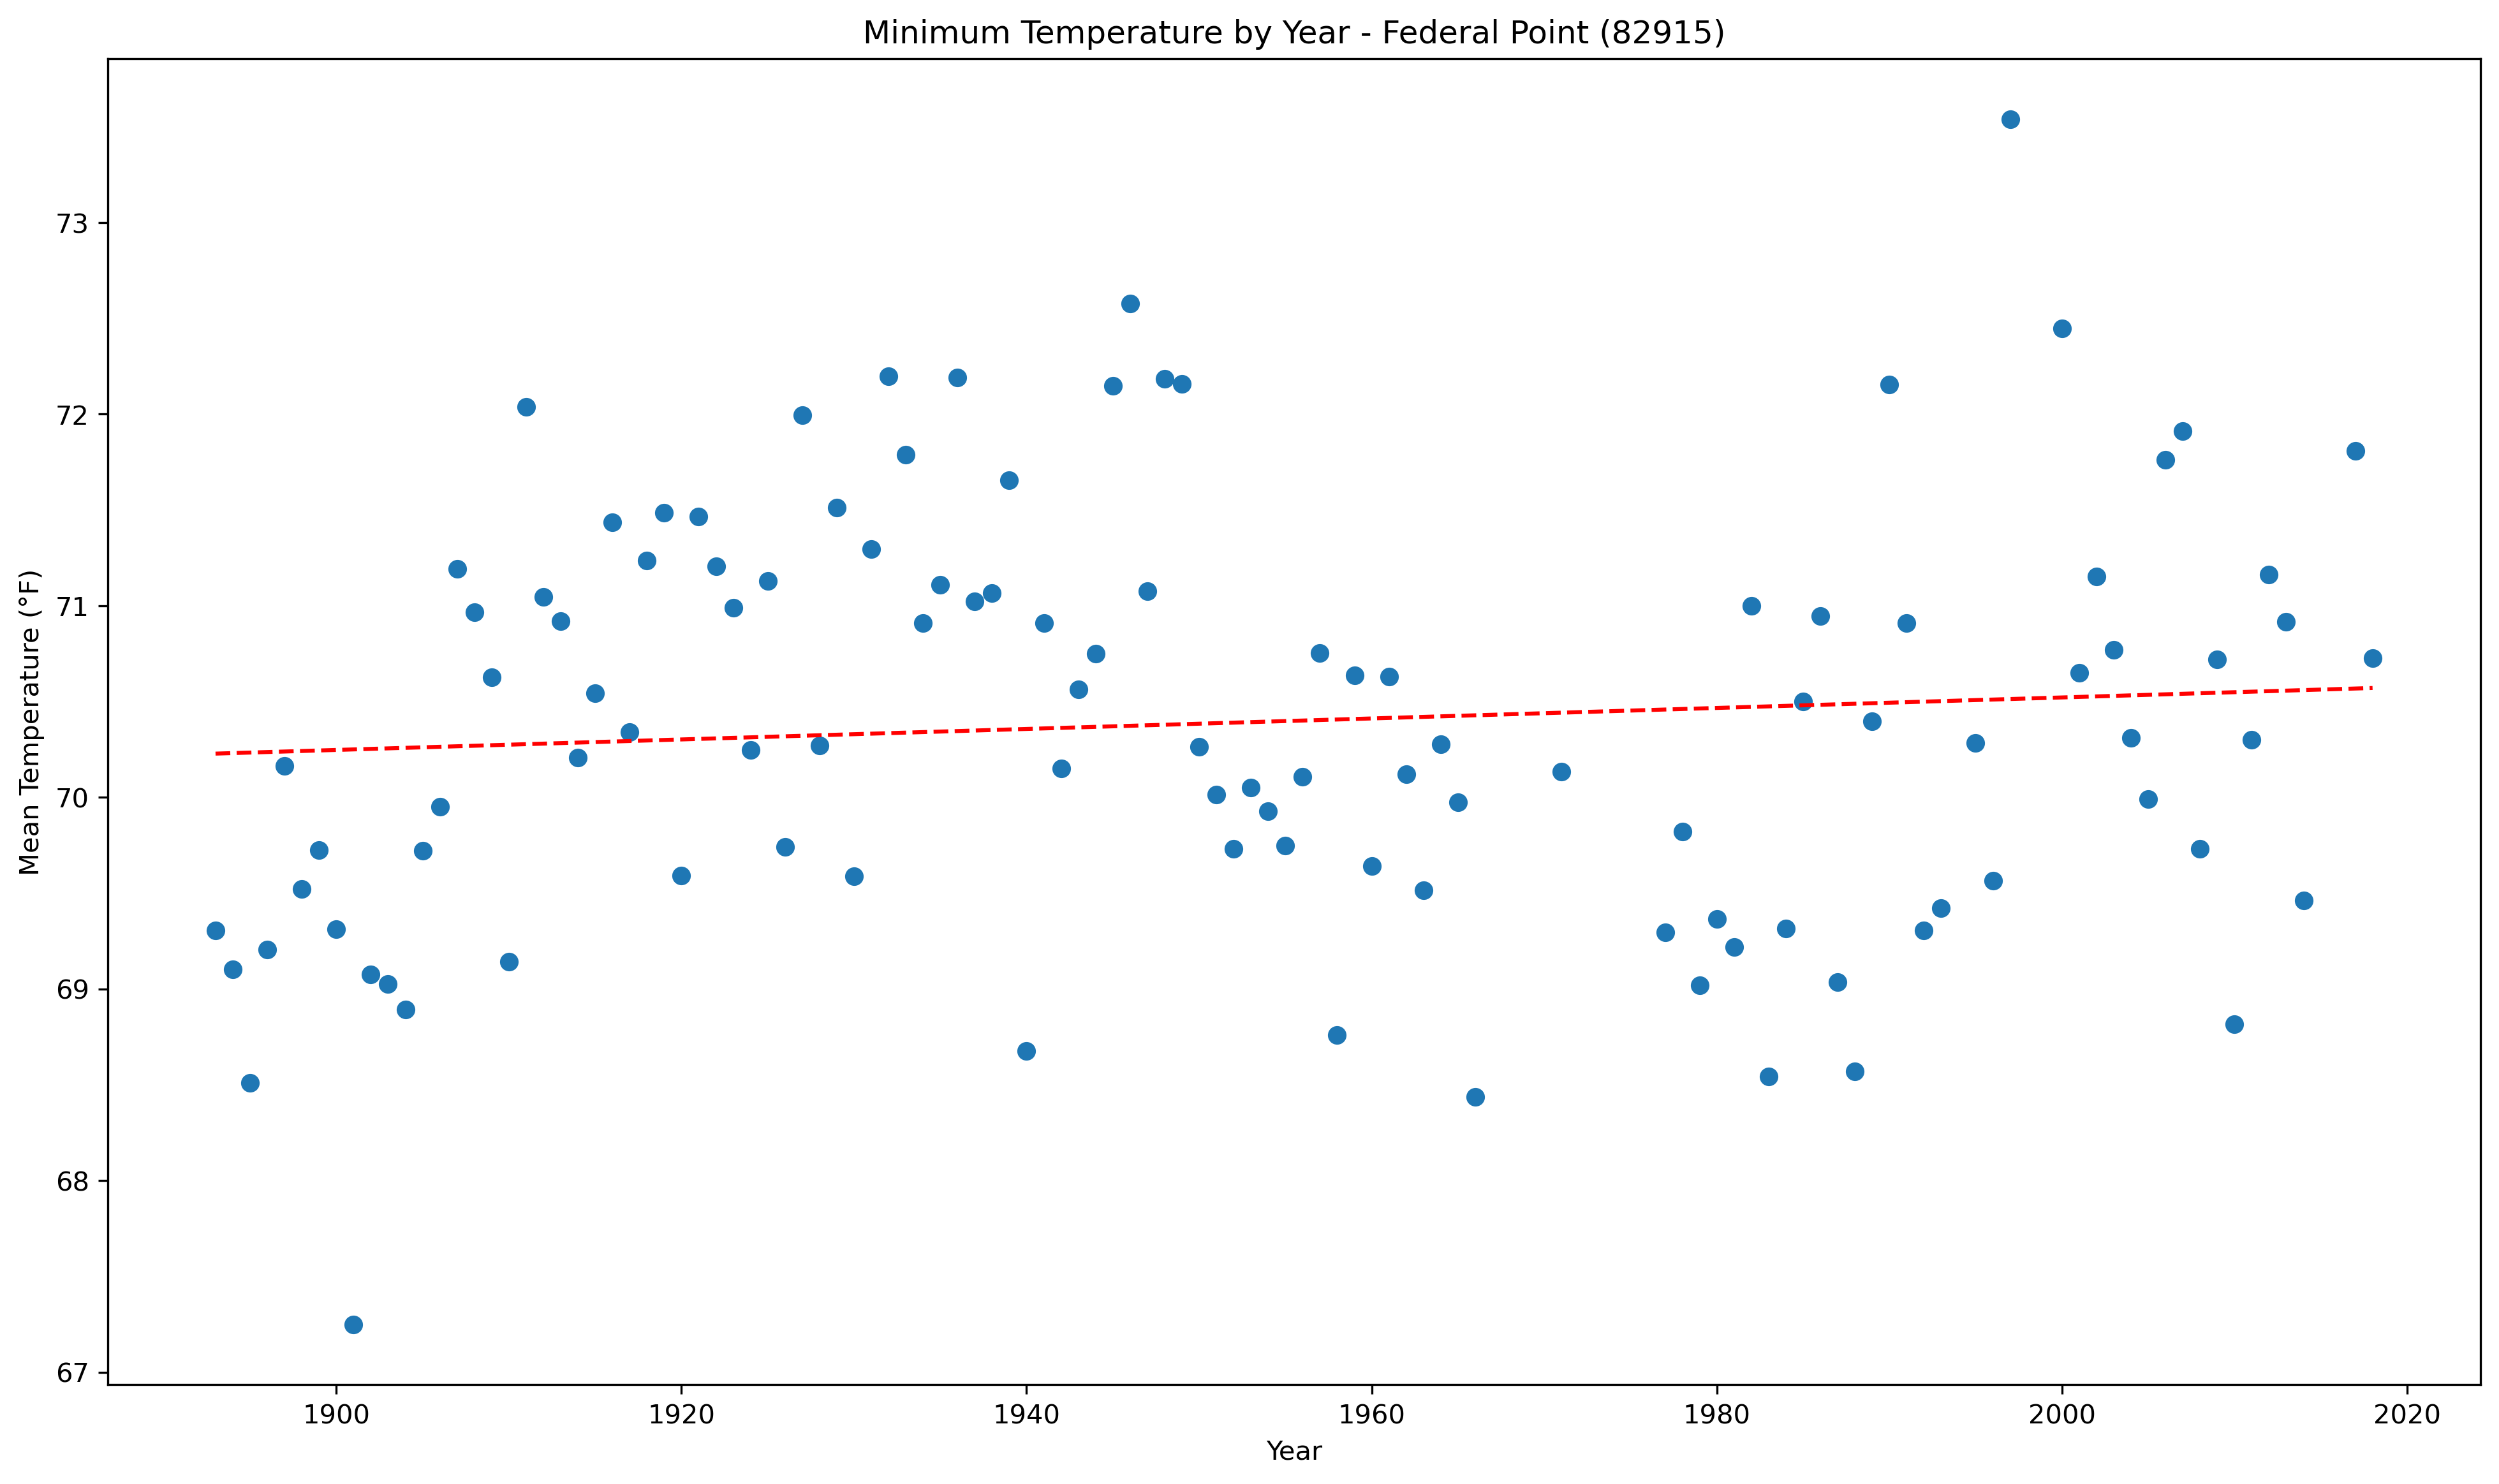 Minimum Temperature by Year - Federal Point (82915)
Mean Temperature (°F)
73
72
71
70
69
68
67
1900 1920 1940 1960 1980 2000 2020
Year